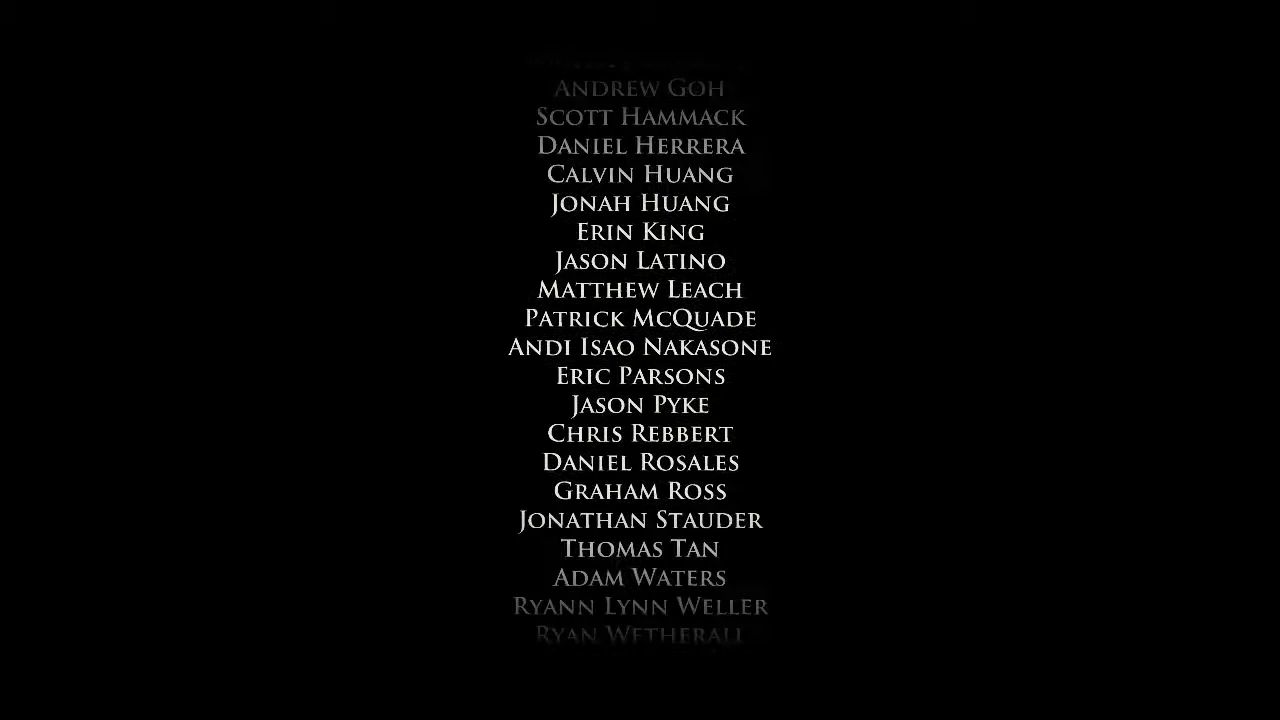 Andrew Goh
Scott Hammack
Daniel Herrera
Calvin Huang
Jonah Huang
Erin King
Jason Latino
Matthew Leach
Patrick McQuade
Andi Isao Nakasone
Eric Parsons
Jason Pyke
Chris Rebbert
Daniel Rosales
Graham Ross
Jonathan Stauder
Thomas Tan
Adam Waters
Ryann Lynn Weller
Ryan Wetherall